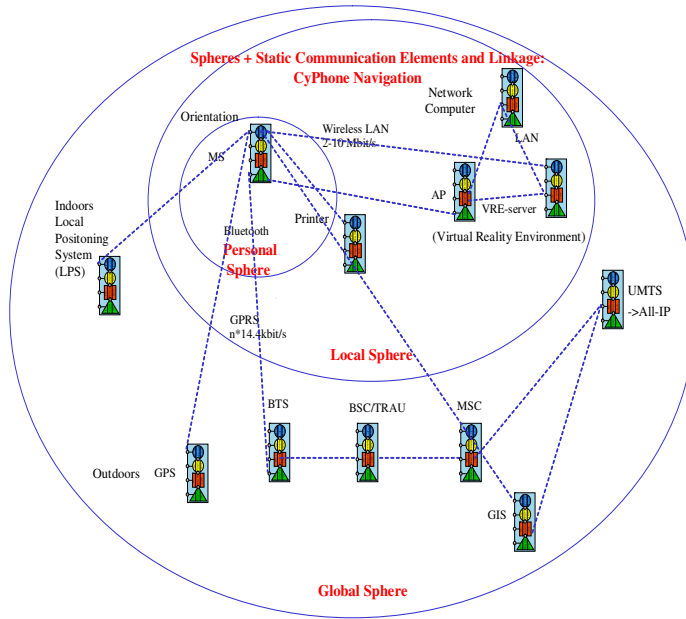 Spheres + Static Communication Elements and Linkage:
CyPhone Navigation
Network
Computer
Orientation
Wireless LAN
2-10 Mbit/s
LAN
MS
AP
VRE-server
Indoors
Local
Positoning
System
(LPS)
Printer
Bluetooth
(Virtual Reality Environment)
Personal
Sphere
UMTS
->All-IP
GPRS
n*14.4kbit/s
Local Sphere
BTS
BSC/TRAU
MSC
Outdoors
GPS
GIS
Global Sphere